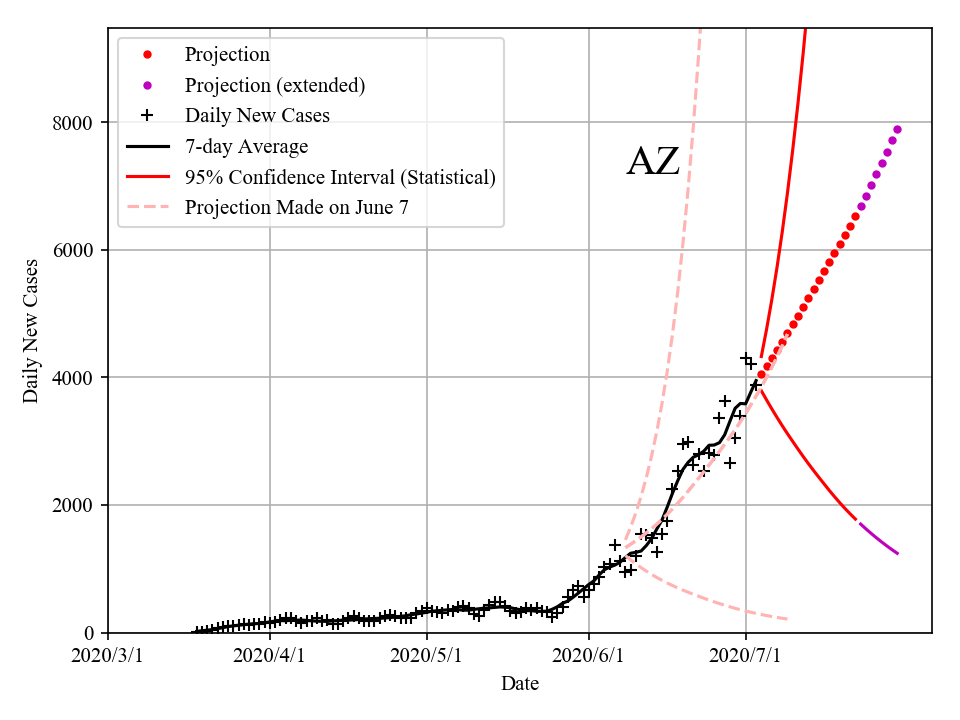 Projection
Projection (extended)
Daily New Cases
7-day Average
95% Confidence Interval (Statistical)
Projection Made on June 7
AZ
8000
6000
4000
2000
0
Daily New Cases
2020/3/1
2020/4/1
2020/5/1
2020/6/1
2020/7/1
Date